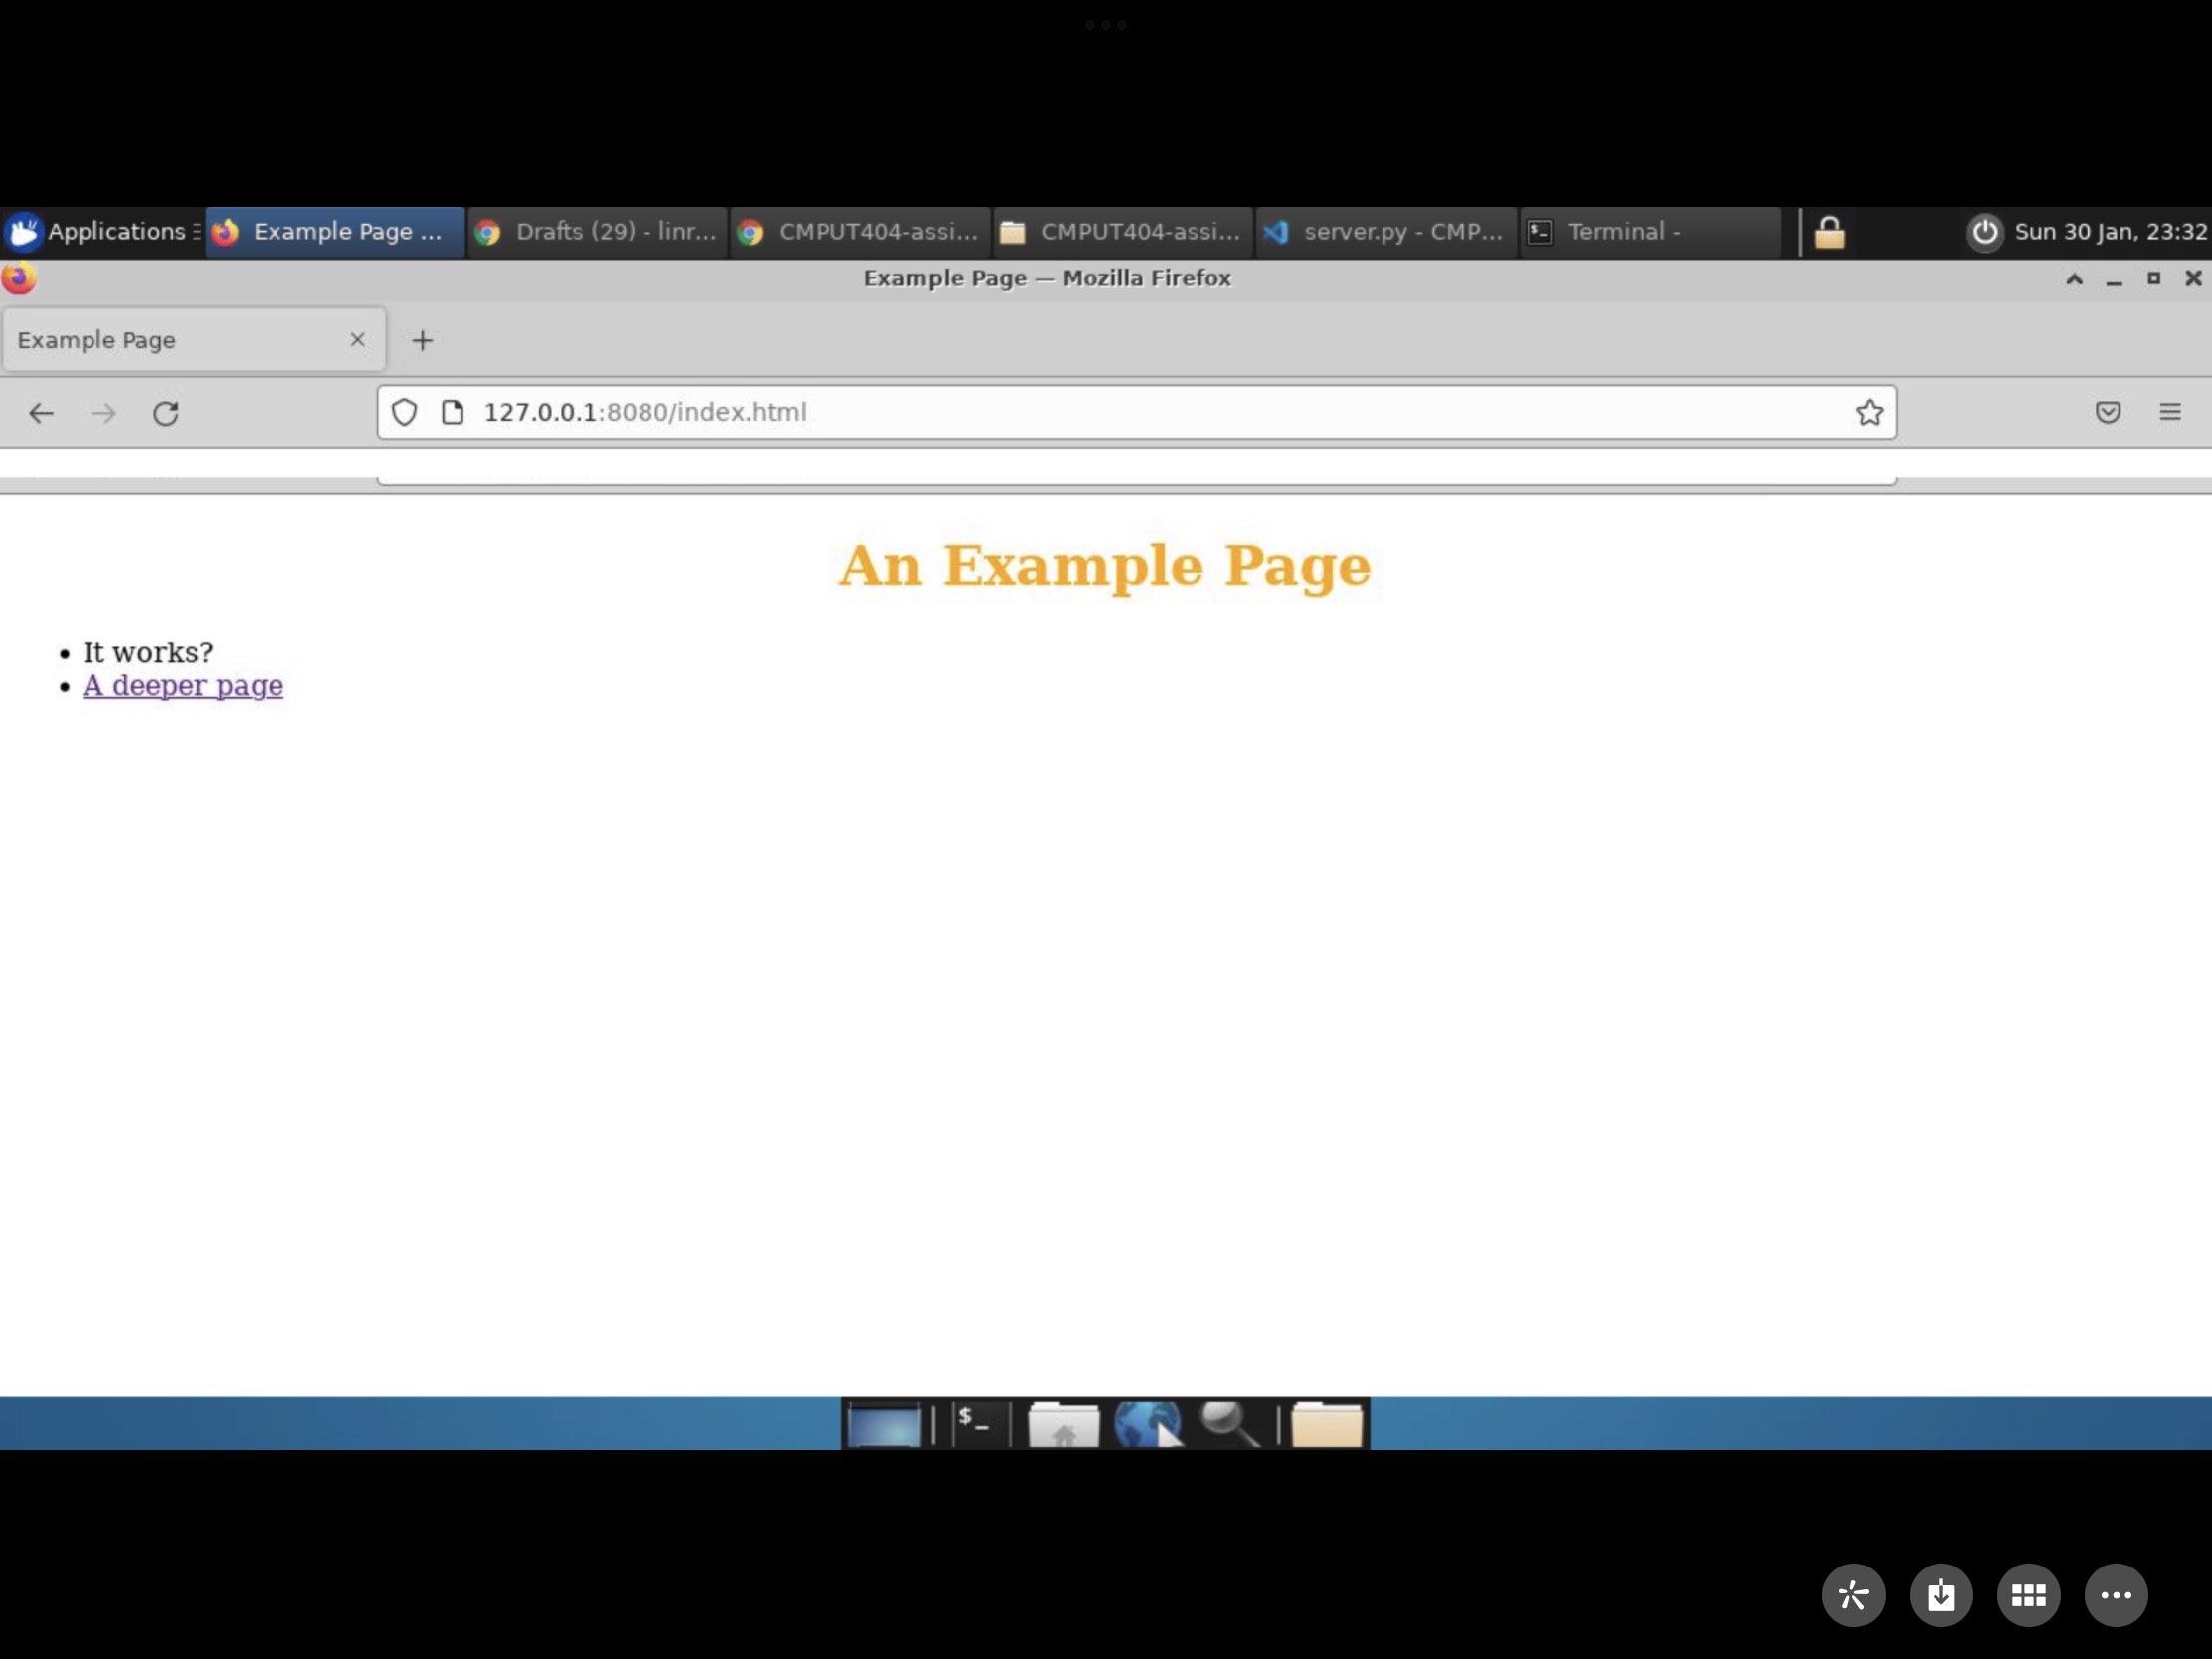 Applications
Example Page ...
Drafts (29) - linr...
CMPUT404-assi...
CMPUT404-assi...
server.py - CMP...
Terminal -
Sun 30 Jan, 23:32
Example Page — Mozilla Firefox
Example Page
127.0.0.1:8080/index.html
An Example Page
• It works?
• A deeper page
$_